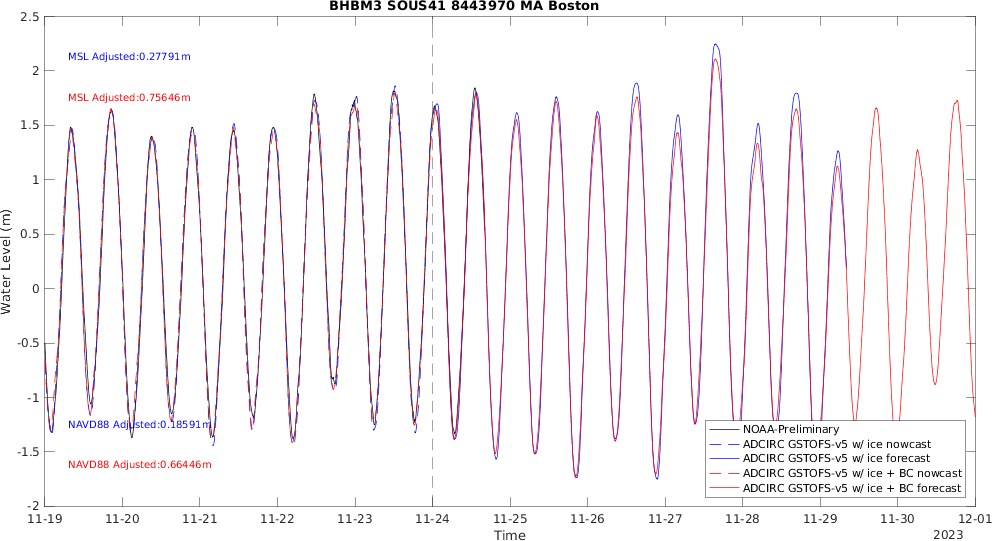 BHBM3 SOUS41 8443970 MA Boston
2.5
2
1.5
1
0.5
0
-0.5
-1
-1.5
-2
Water Level (m)
MSL Adjusted:0.27791m
MSL Adjusted:0.75646m
NAVD88 Adjusted:0.18591m
NAVD88 Adjusted:0.66446m
NOAA-Preliminary
ADCIRC GSTOFS-v5 w/ ice nowcast
ADCIRC GSTOFS-v5 w/ ice forecast
ADCIRC GSTOFS-v5 w/ ice + BC nowcast
ADCIRC GSTOFS-v5 w/ ice + BC forecast
11-19 11-20 11-21 11-22 11-23 11-24 11-25 11-26 11-27 11-28 11-29 11-30 12-01
Time
2023